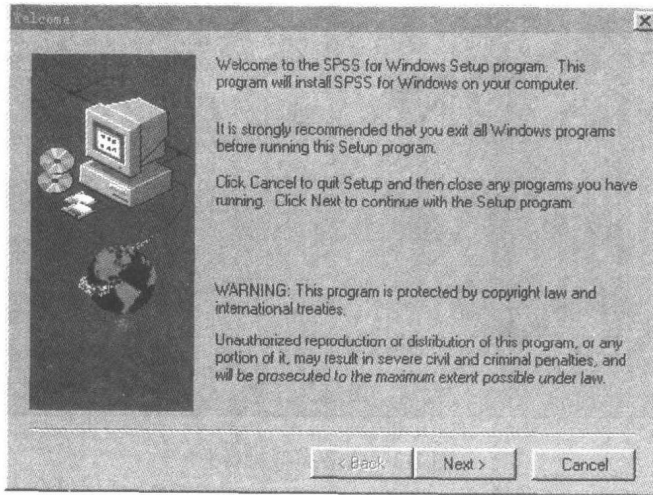 Welcome
Welcome to the SPSS for Windows Setup program. This
program will install SPSS for Windows on your computer.
It is strongly recommended that you exit all Windows programs
before running this Setup program.
Click Cancel to quit Setup and then close any programs you have
running. Click Next to continue with the Setup program.
WARNING: This program is protected by copyright law and
international treaties.
Unauthorized reproduction or distribution of this program, or any
portion of it, may result in severe civil and criminal penalties, and
will be prosecuted to the maximum extent possible under law.
< Back Next > Cancel